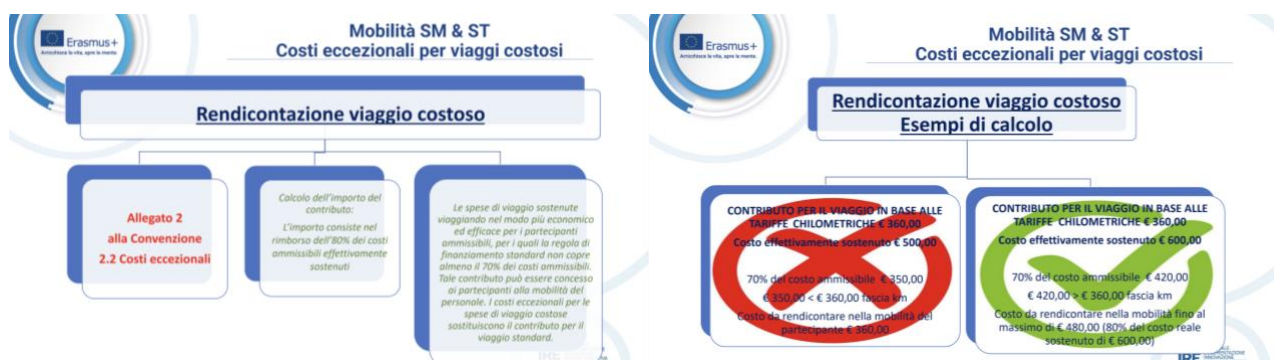 Erasmus+
Arricchisce la vita, apre la mente.
Mobilità SM & ST
Costi eccezionali per viaggi costosi
Rendicontazione viaggio costoso
Allegato 2
alla Convenzione
2.2 Costi eccezionali
Calcolo dell'importo del
contributo:
L'importo consiste nel
rimborso dell'80% dei costi
ammissibili effettivamente
sostenuti
Le spese di viaggio sostenute
viaggiando nel modo più economico
ed efficace per i partecipanti
ammissibili, per i quali la regola di
finanziamento standard non copre
almeno il 70% dei costi ammissibili.
Tale contributo può essere concesso
ai partecipanti alla mobilità del
personale. I costi eccezionali per le
spese di viaggio costose
sostituiscono il contributo per il
viaggio standard.
Erasmus+
Arricchisce la vita, apre la mente.
Mobilità SM & ST
Costi eccezionali per viaggi costosi
Rendicontazione viaggio costoso
Esempi di calcolo
CONTRIBUTO PER IL VIAGGIO IN BASE ALLE
TARIFFE CHILOMETRICHE € 360,00
Costo effettivamente sostenuto € 500,00
70% del costo ammissibile € 350,00
€ 350,00 < € 360,00 fascia km
Costo da rendicontare nella mobilità del
partecipante € 360,00
CONTRIBUTO PER IL VIAGGIO IN BASE ALLE
TARIFFE CHILOMETRICHE € 360,00
Costo effettivamente sostenuto € 600,00
70% del costo ammissibile € 420,00
€ 420,00 > € 360,00 fascia km
Costo da rendicontare nella mobilità fino al
massimo di € 480,00 (80% del costo reale
sostenuto di € 600,00)